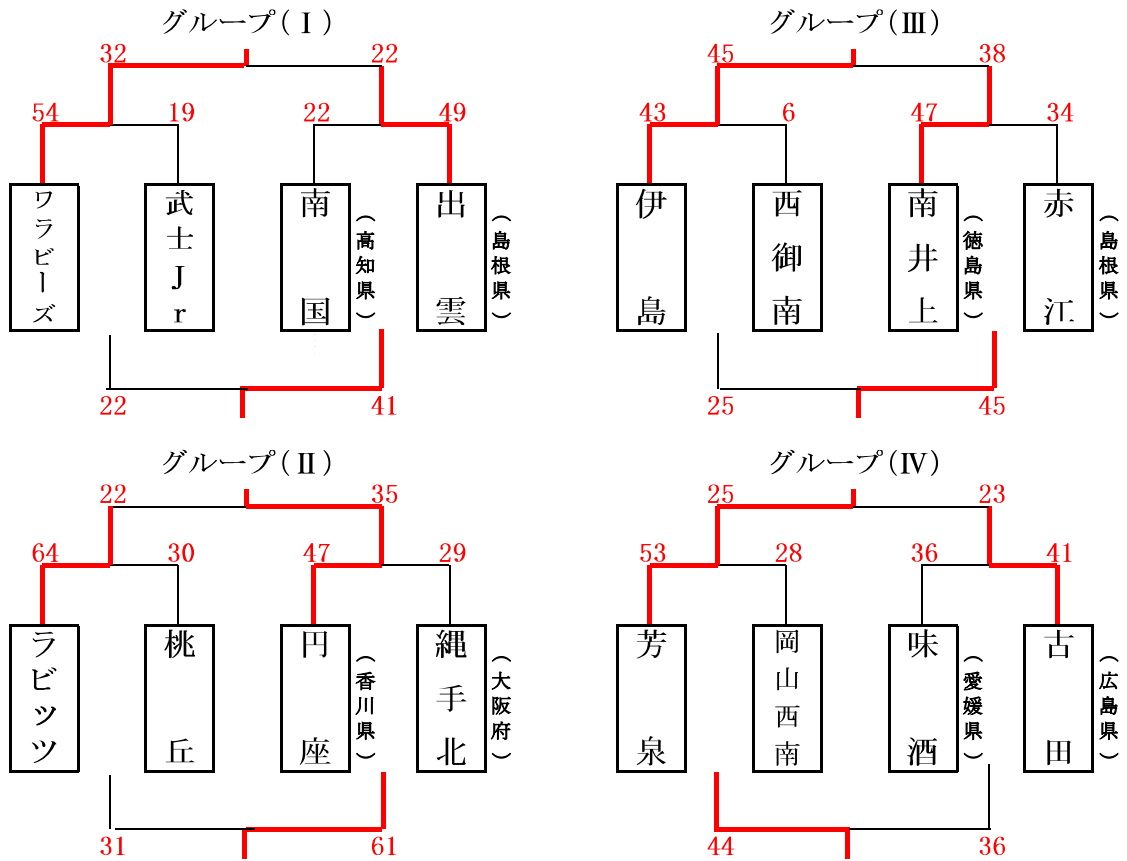 グループ(Ⅰ)
32
22
54
19
22
49
ワラビーズ
武士Jr
南国
(高知県)
出雲
(島根県)
22
41
グループ(Ⅲ)
45
38
43
6
47
34
伊島
西御南
南井上
(徳島県)
赤江
(島根県)
25
45
グループ(Ⅱ)
22
35
64
30
47
29
ラビッツ
桃丘
円座
(香川県)
縄手北
(大阪府)
31
61
グループ(Ⅳ)
25
23
53
28
36
41
芳泉
岡山西南
味酒
(愛媛県)
古田
(広島県)
44
36